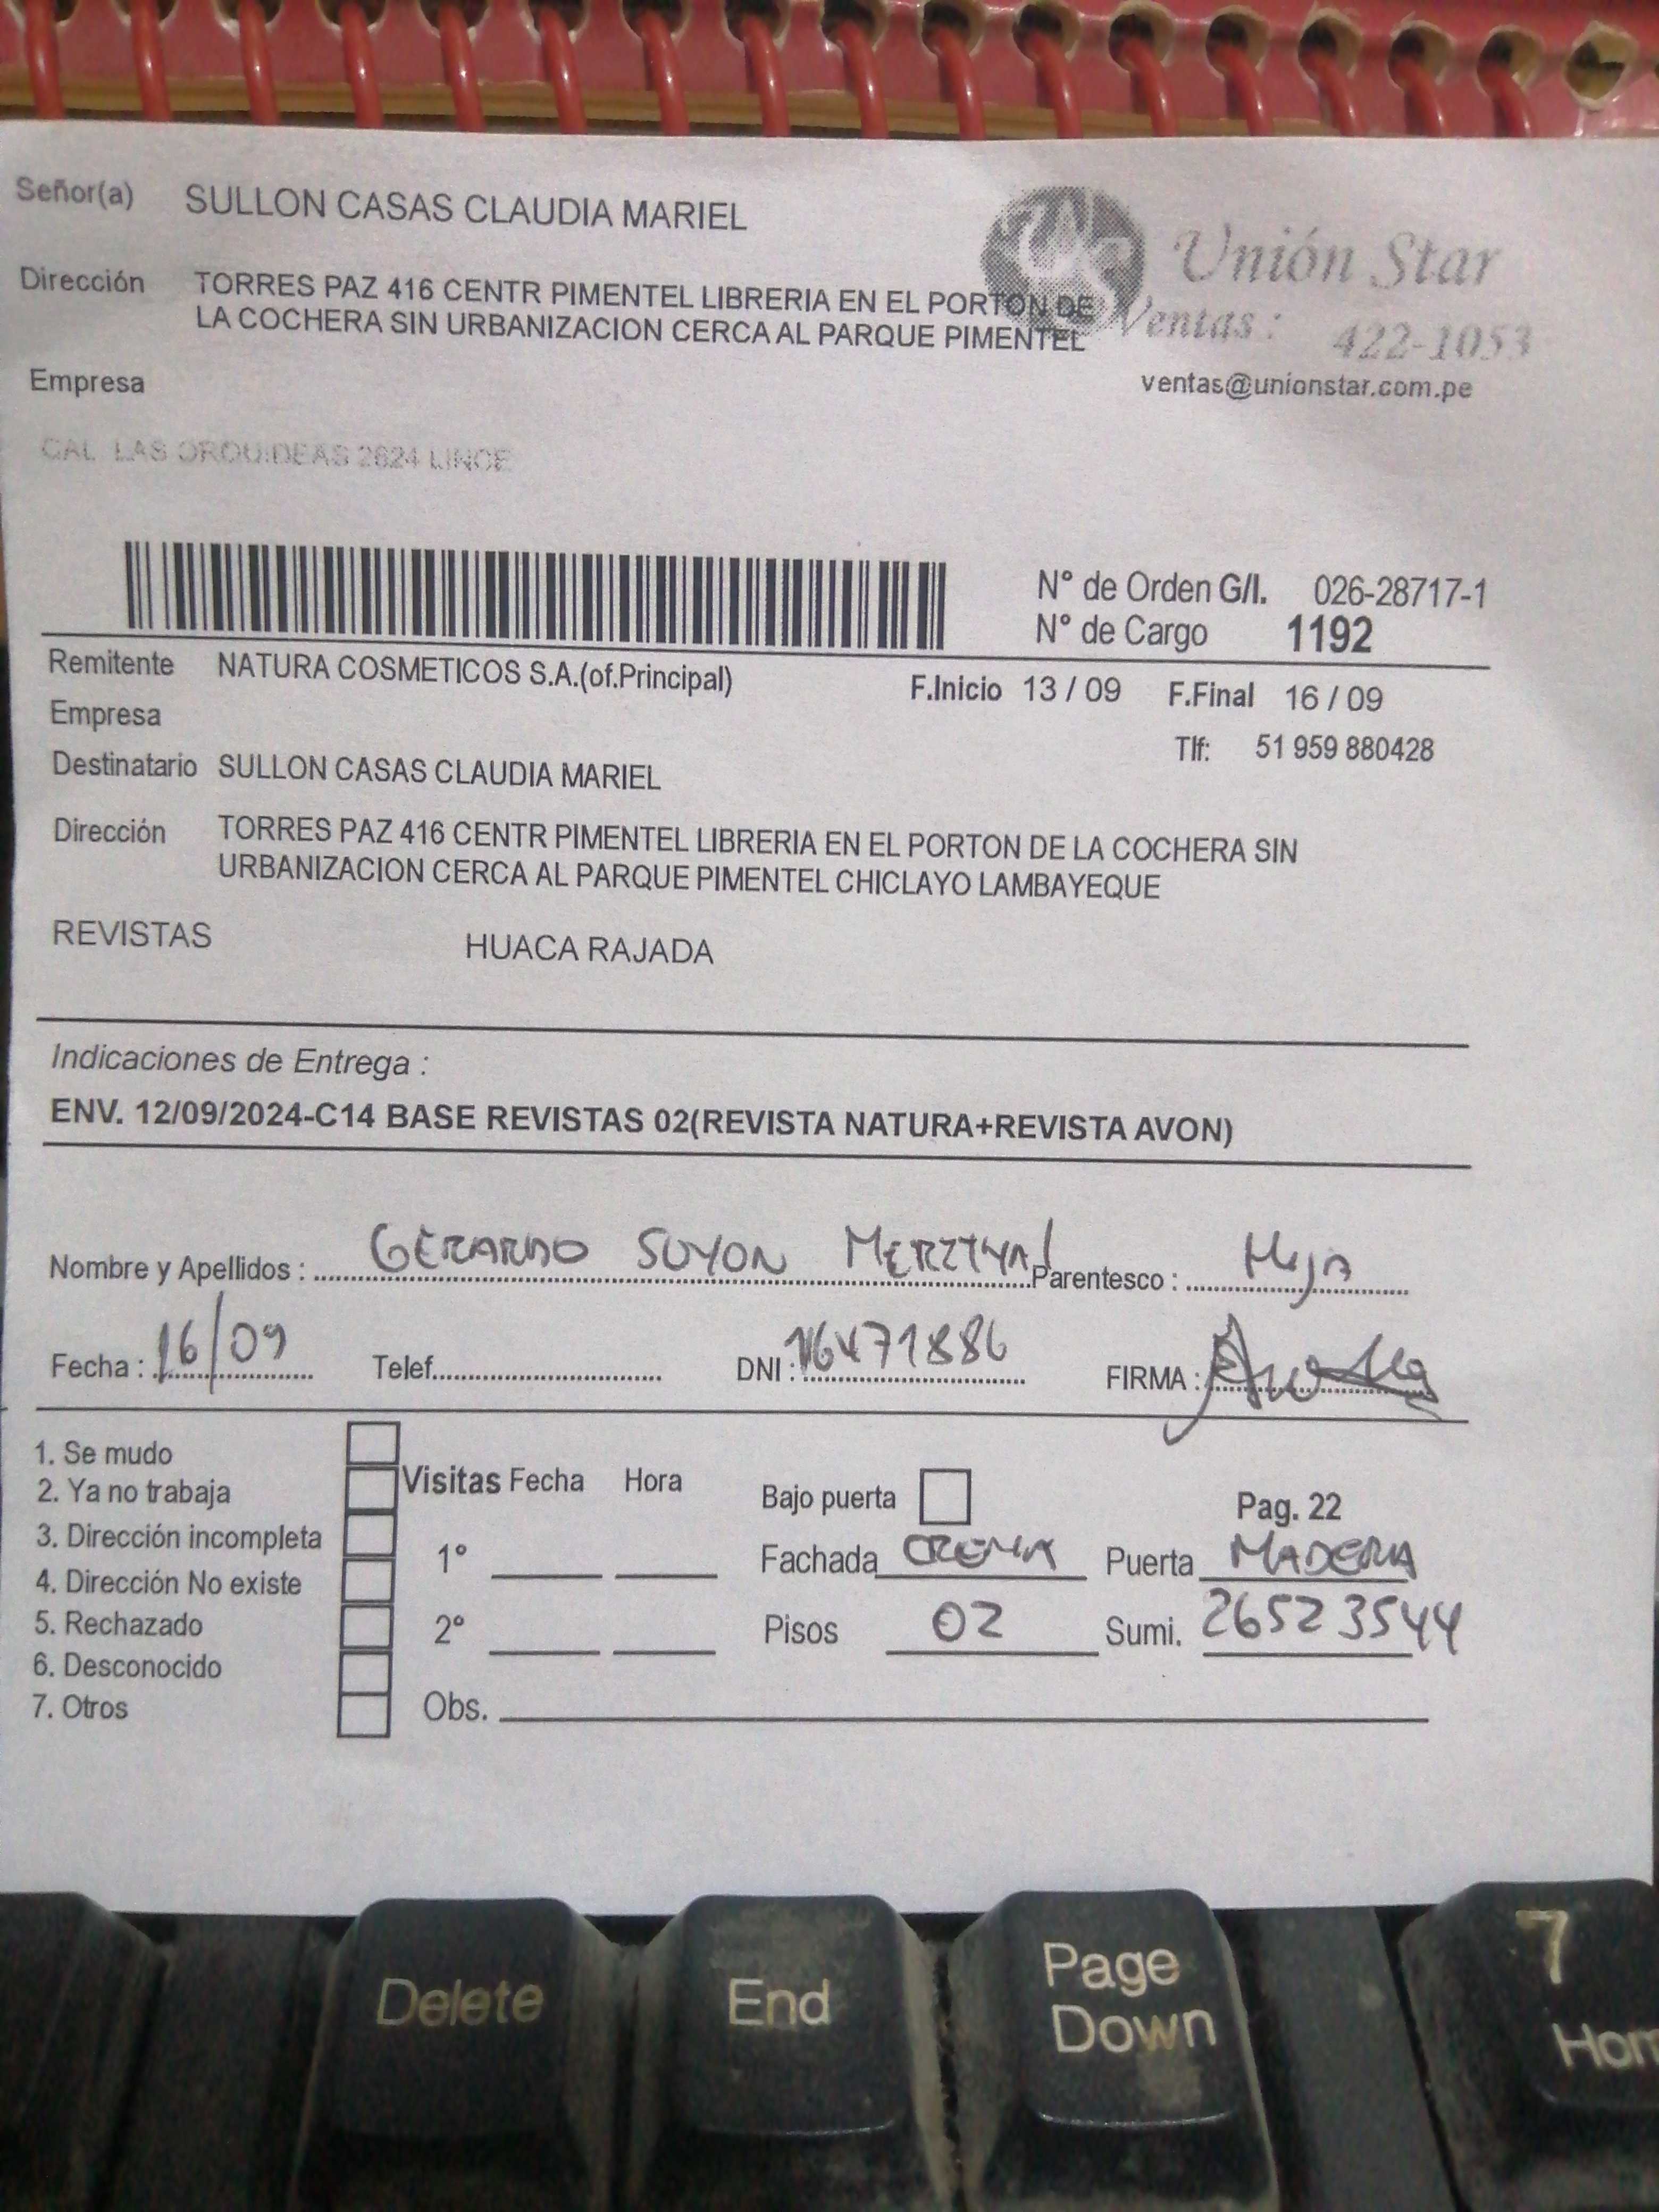 Señor(a) SULLON CASAS CLAUDIA MARIEL
Unión Star
Dirección TORRES PAZ 416 CENTR PIMENTEL LIBRERIA EN EL PORTON DE
LA COCHERA SIN URBANIZACION CERCA AL PARQUE PIMENTEL
Ventas : 422-1053
Empresa
ventas@unionstar.com.pe
CAL LAS ORQUIDEAS 2624 LINCE
N° de Orden G/I. 026-28717-1
N° de Cargo 1192
Remitente NATURA COSMETICOS S.A.(of.Principal)
F.Inicio 13 / 09 F.Final 16 / 09
Empresa
Tlf: 51 959 880428
Destinatario SULLON CASAS CLAUDIA MARIEL
Dirección TORRES PAZ 416 CENTR PIMENTEL LIBRERIA EN EL PORTON DE LA COCHERA SIN
URBANIZACION CERCA AL PARQUE PIMENTEL CHICLAYO LAMBAYEQUE
REVISTAS HUACA RAJADA
Indicaciones de Entrega :
ENV. 12/09/2024-C14 BASE REVISTAS 02(REVISTA NATURA+REVISTA AVON)
Nombre y Apellidos : GERARDO SUYON Parentesco :
Fecha : 16/09 Telef. DNI : 16471886 FIRMA :
1. Se mudo
2. Ya no trabaja
3. Dirección incompleta
4. Dirección No existe
5. Rechazado
6. Desconocido
7. Otros
Visitas Fecha Hora
1°
2°
Obs.
Bajo puerta Pag. 22
Fachada CREMA Puerta MADERA
Pisos 02 Sumi. 26523544
Delete
End
Page
Down
7